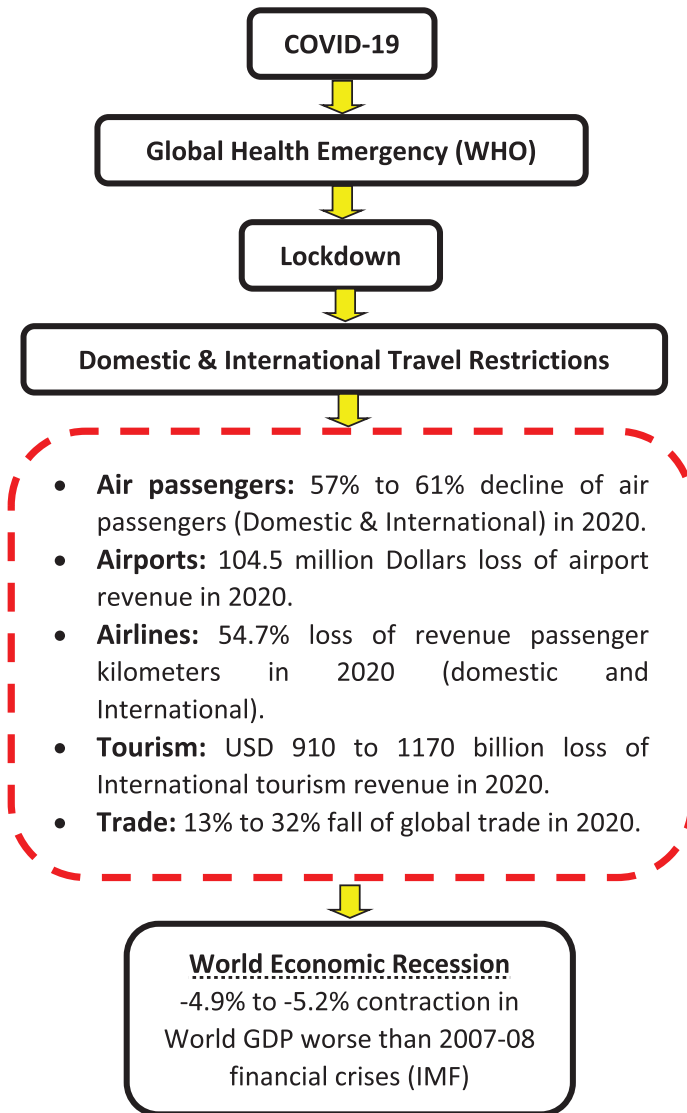 COVID-19
Global Health Emergency (WHO)
Lockdown
Domestic & International Travel Restrictions
• Air passengers: 57% to 61% decline of air
passengers (Domestic & International) in 2020.
• Airports: 104.5 million Dollars loss of airport
revenue in 2020.
• Airlines: 54.7% loss of revenue passenger
kilometers in 2020 (domestic and
International).
• Tourism: USD 910 to 1170 billion loss of
International tourism revenue in 2020.
• Trade: 13% to 32% fall of global trade in 2020.
World Economic Recession
-4.9% to -5.2% contraction in
World GDP worse than 2007-08
financial crises (IMF)